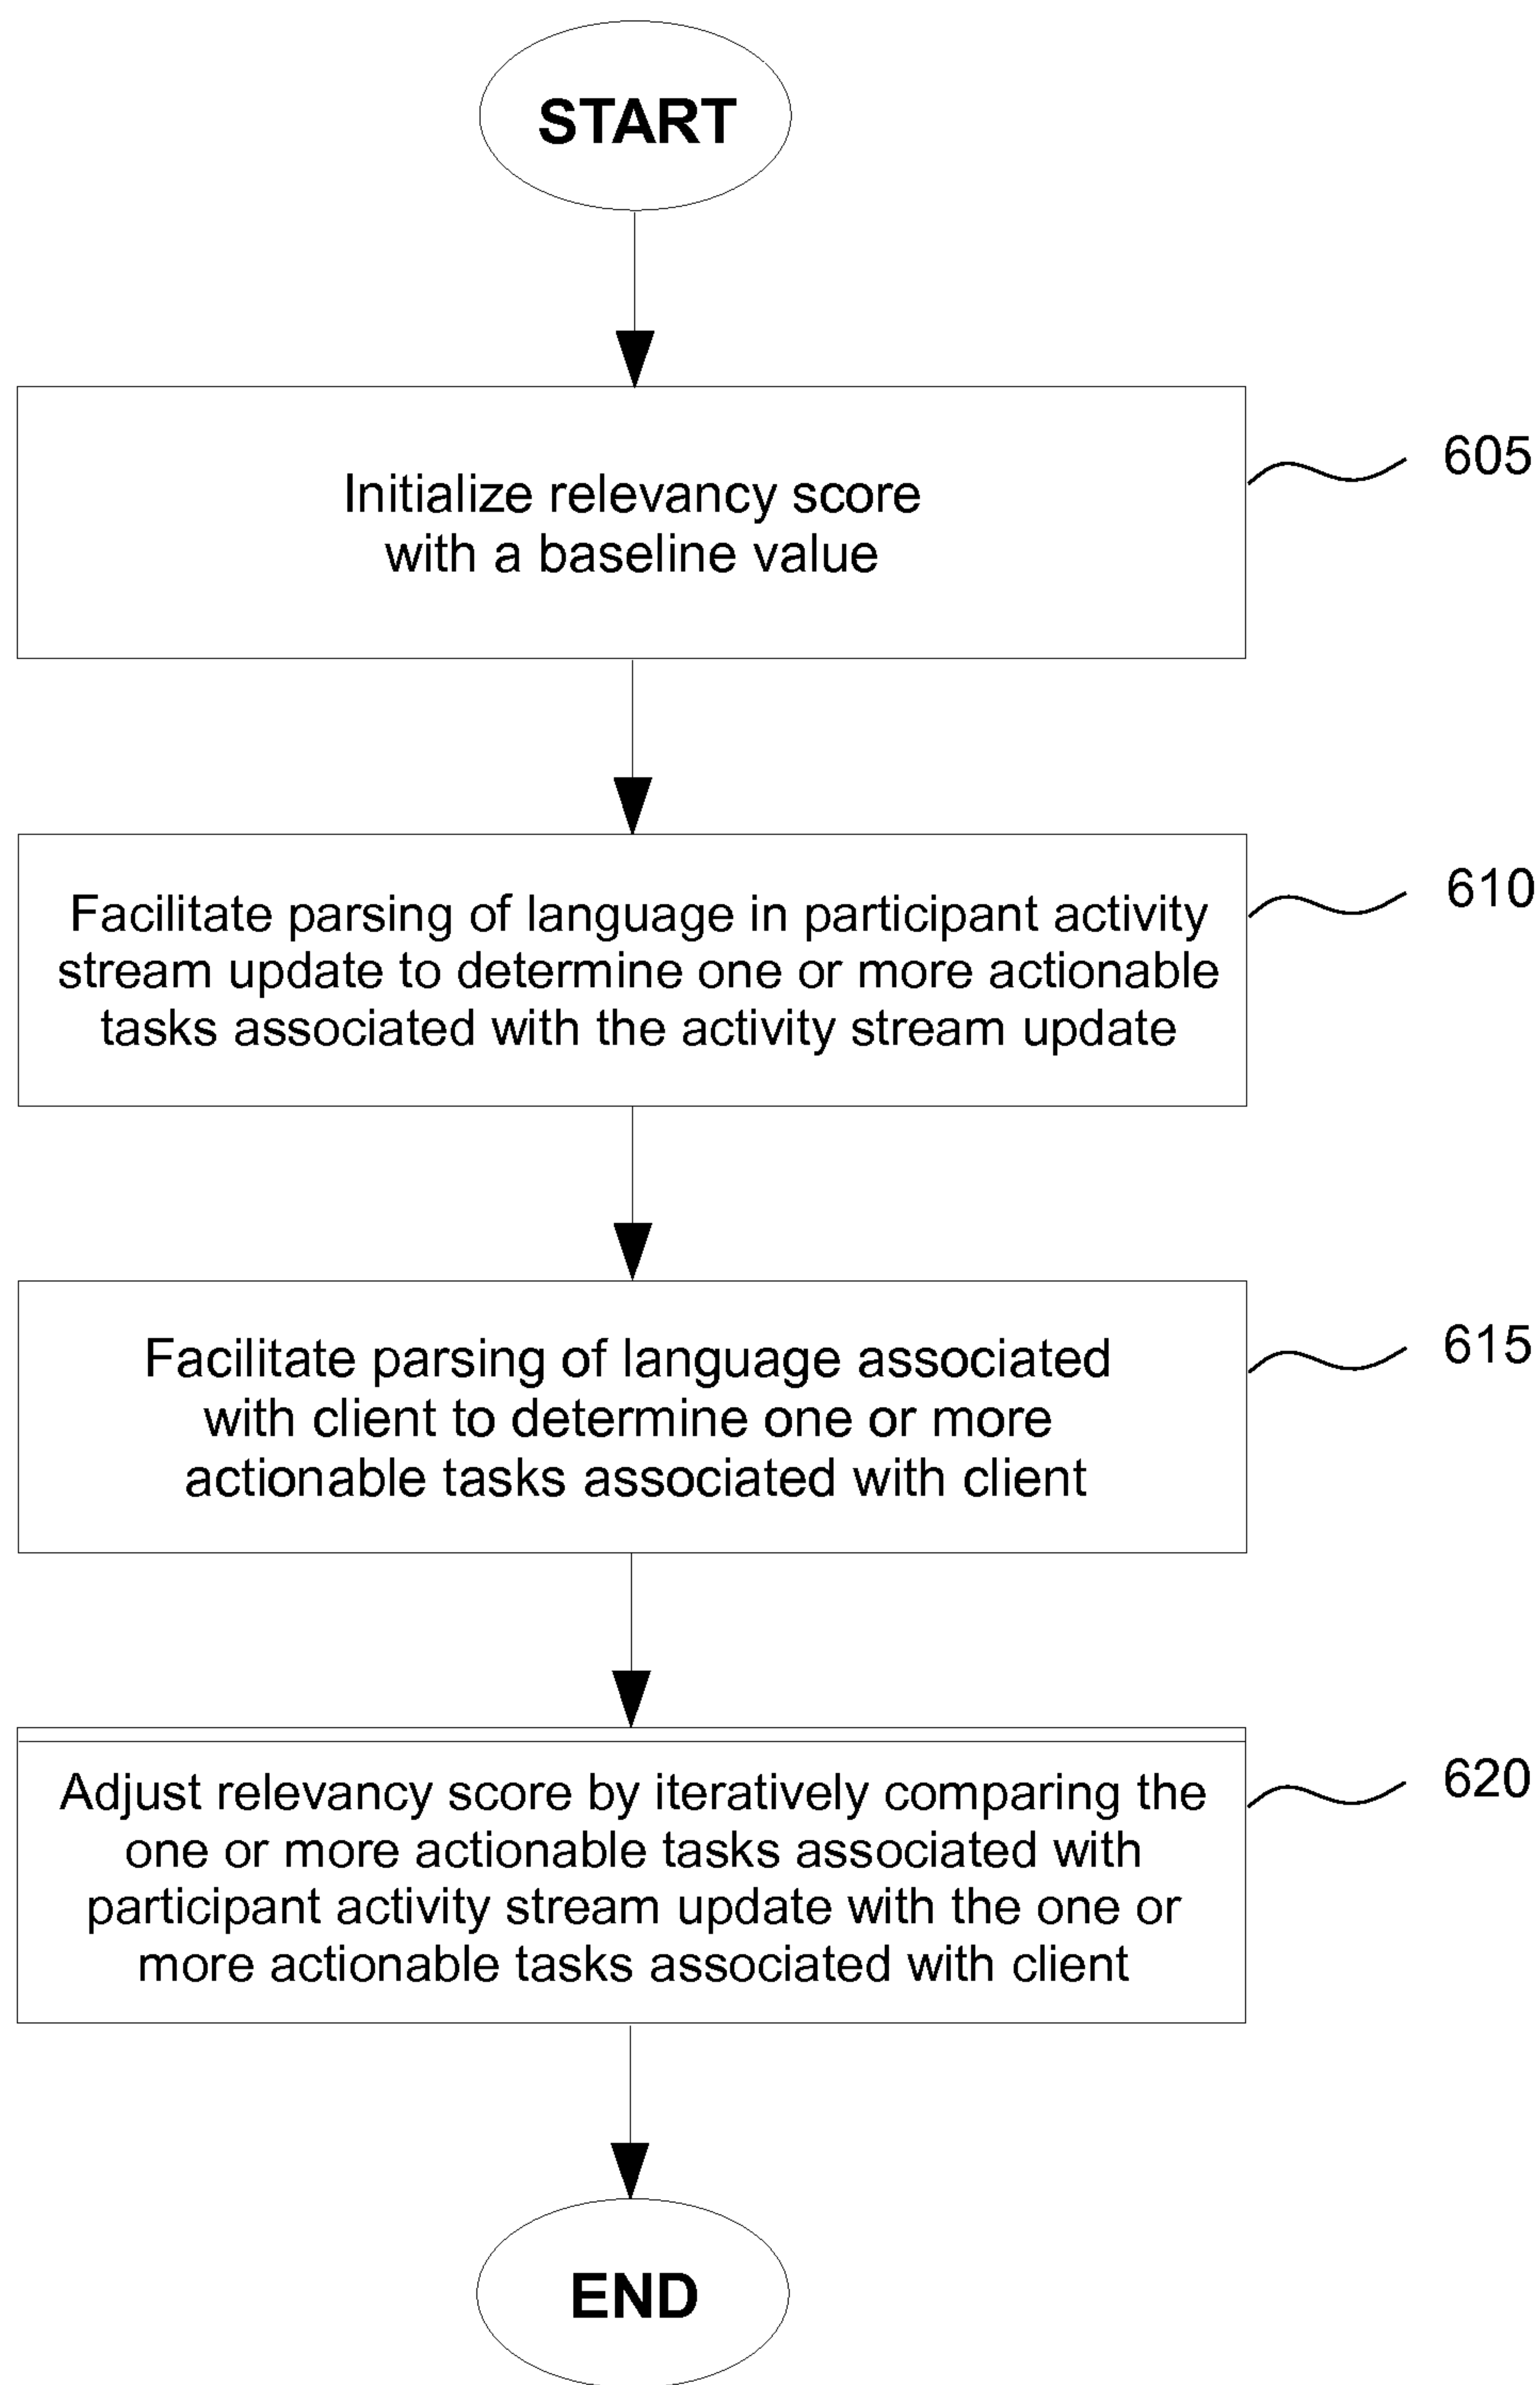 START
Initialize relevancy score
with a baseline value
605
Facilitate parsing of language in participant activity
stream update to determine one or more actionable
tasks associated with the activity stream update
610
Facilitate parsing of language associated
with client to determine one or more
actionable tasks associated with client
615
Adjust relevancy score by iteratively comparing the
one or more actionable tasks associated with
participant activity stream update with the one or
more actionable tasks associated with client
620
END